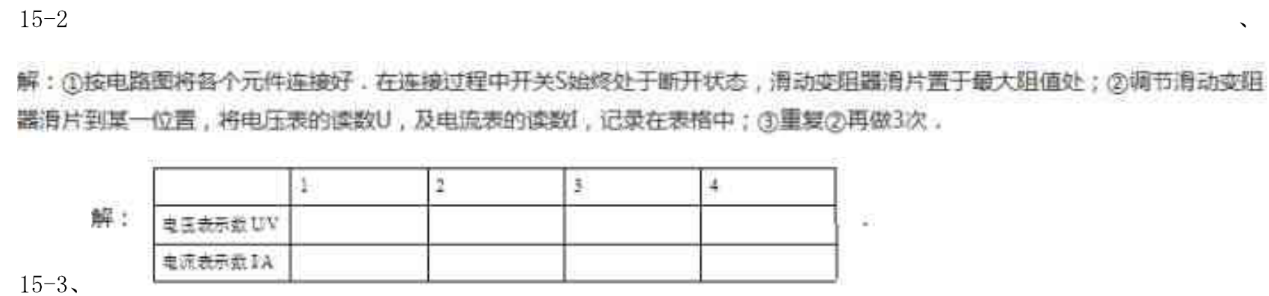 15-2 、
解：①按电路图将各个元件连接好．在连接过程中开关S始终处于断开状态，滑动变阻器滑片置于最大阻值处；②调节滑动变阻
器滑片到某一位置，将电压表的读数U，及电流表的读数I，记录在表格中；③重复②再做3次．
1 2 3 4
解： 电压表示数 U/V ．
电流表示数 I/A
15-3、